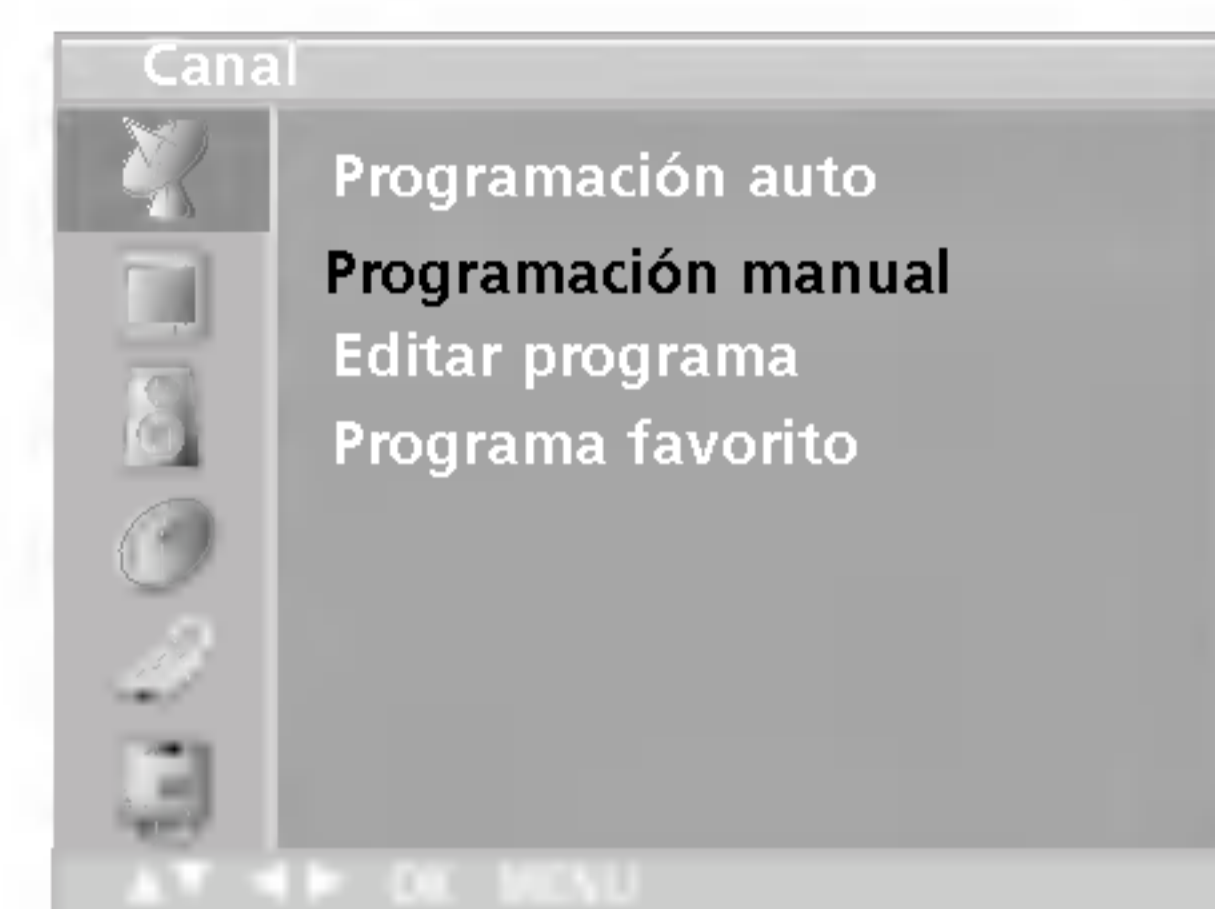 Canal
Programación auto
Programación manual
Editar programa
Programa favorito
▲▼ ◄► OK MENU